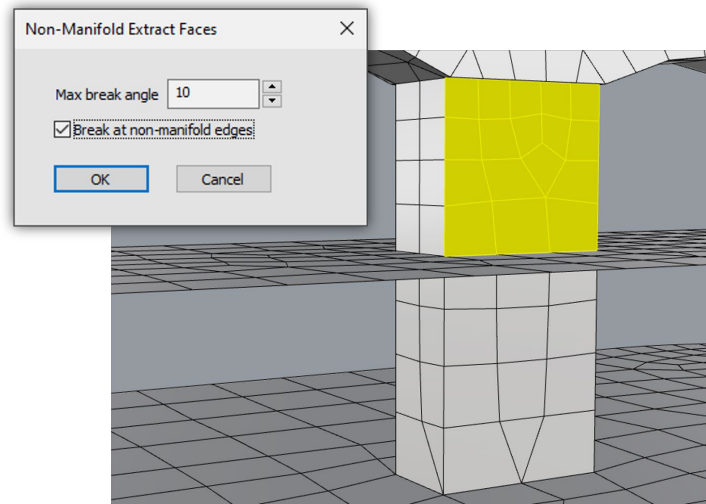 Non-Manifold Extract Faces
Max break angle 10
Break at non-manifold edges
OK Cancel